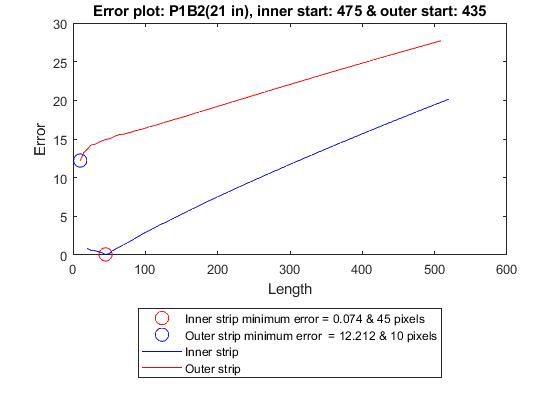 Error plot: P1B2(21 in), inner start: 475 & outer start: 435
30
25
20
15
10
5
0
Error
0 100 200 300 400 500 600
Length
Inner strip minimum error = 0.074 & 45 pixels
Outer strip minimum error = 12.212 & 10 pixels
Inner strip
Outer strip